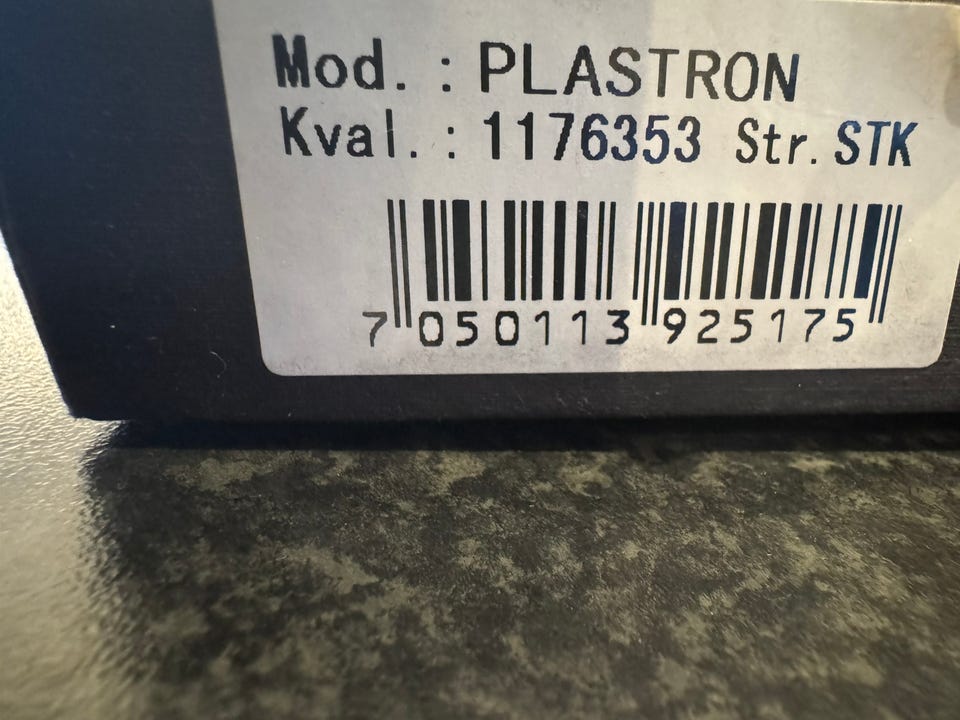 Mod. : PLASTRON
Kval. : 1176353 Str. STK
7 050113 925175